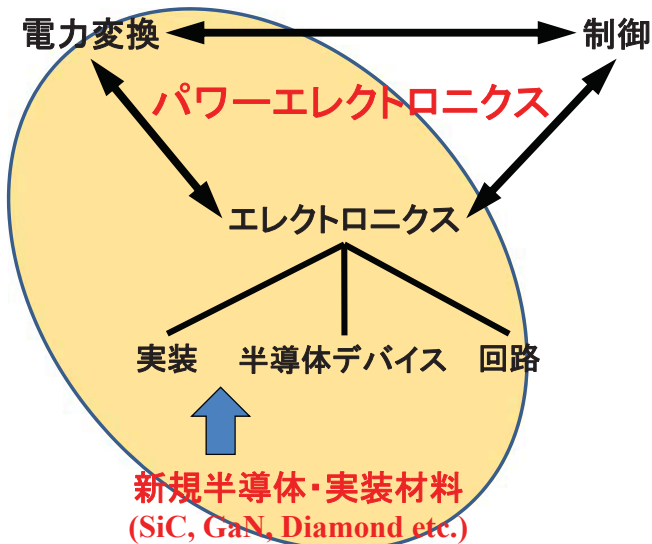 電力変換
制御
パワーエレクトロニクス
エレクトロニクス
実装
半導体デバイス
回路
新規半導体・実装材料
(SiC, GaN, Diamond etc.)